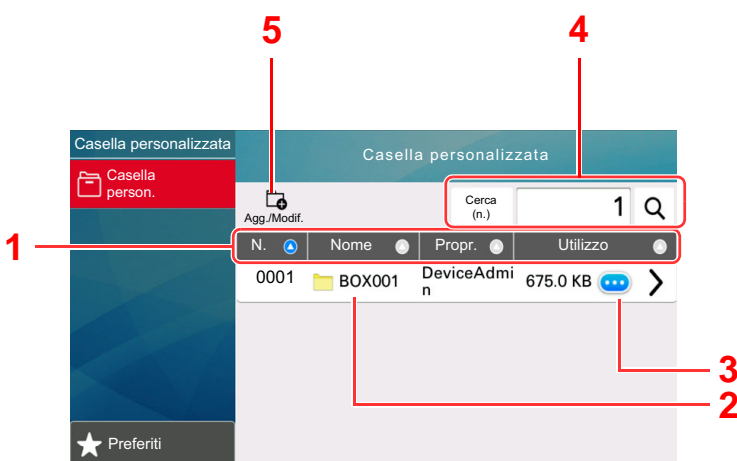 5
4
Casella personalizzata
Casella personalizzata
Casella
person.
Agg./Modif.
Cerca
(n.)
1
1
N.
Nome
Propr.
Utilizzo
0001
BOX001
DeviceAdmi
n
675.0 KB
3
2
Preferiti